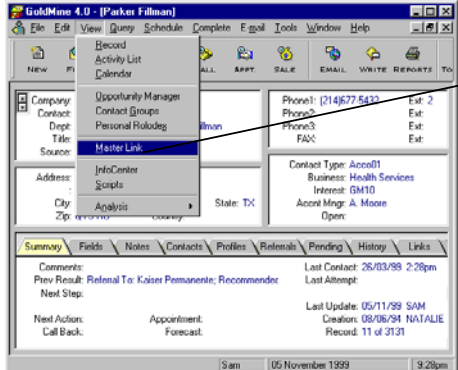 GoldMine 4.0 - [Parker Fillman]
File Edit View Query Schedule Complete E-mail Tools Window Help
NEW APPT. SALE EMAIL WRITE REPORTS
Record
Activity List
Calendar
Opportunity Manager
Contact Groups
Personal Rolodex
Master Link
InfoCenter
Scripts
Analysis
Company:
Contact:
Dept:
Title:
Source:
Phone1: (214)677-5432 Ext: 2
Phone2: Ext:
Phone3: Ext:
FAX: Ext:
Address:
City: State: TX
Zip: Country:
Contact Type: Acco01
Business: Health Services
Interest: GM10
Accnt Mngr: A. Moore
Open:
Summary Fields Notes Contacts Profiles Referrals Pending History Links
Comments:
Prev Result: Referral To: Kaiser Permanente; Recommender
Next Step:
Next Action: Appointment:
Call Back: Forecast:
Last Contact: 26/03/99 2:28pm
Last Attempt:
Last Update: 05/11/99 SAM
Creation: 08/06/94 NATALIE
Record: 11 of 3131
Sam 05 November 1999 9:28pm